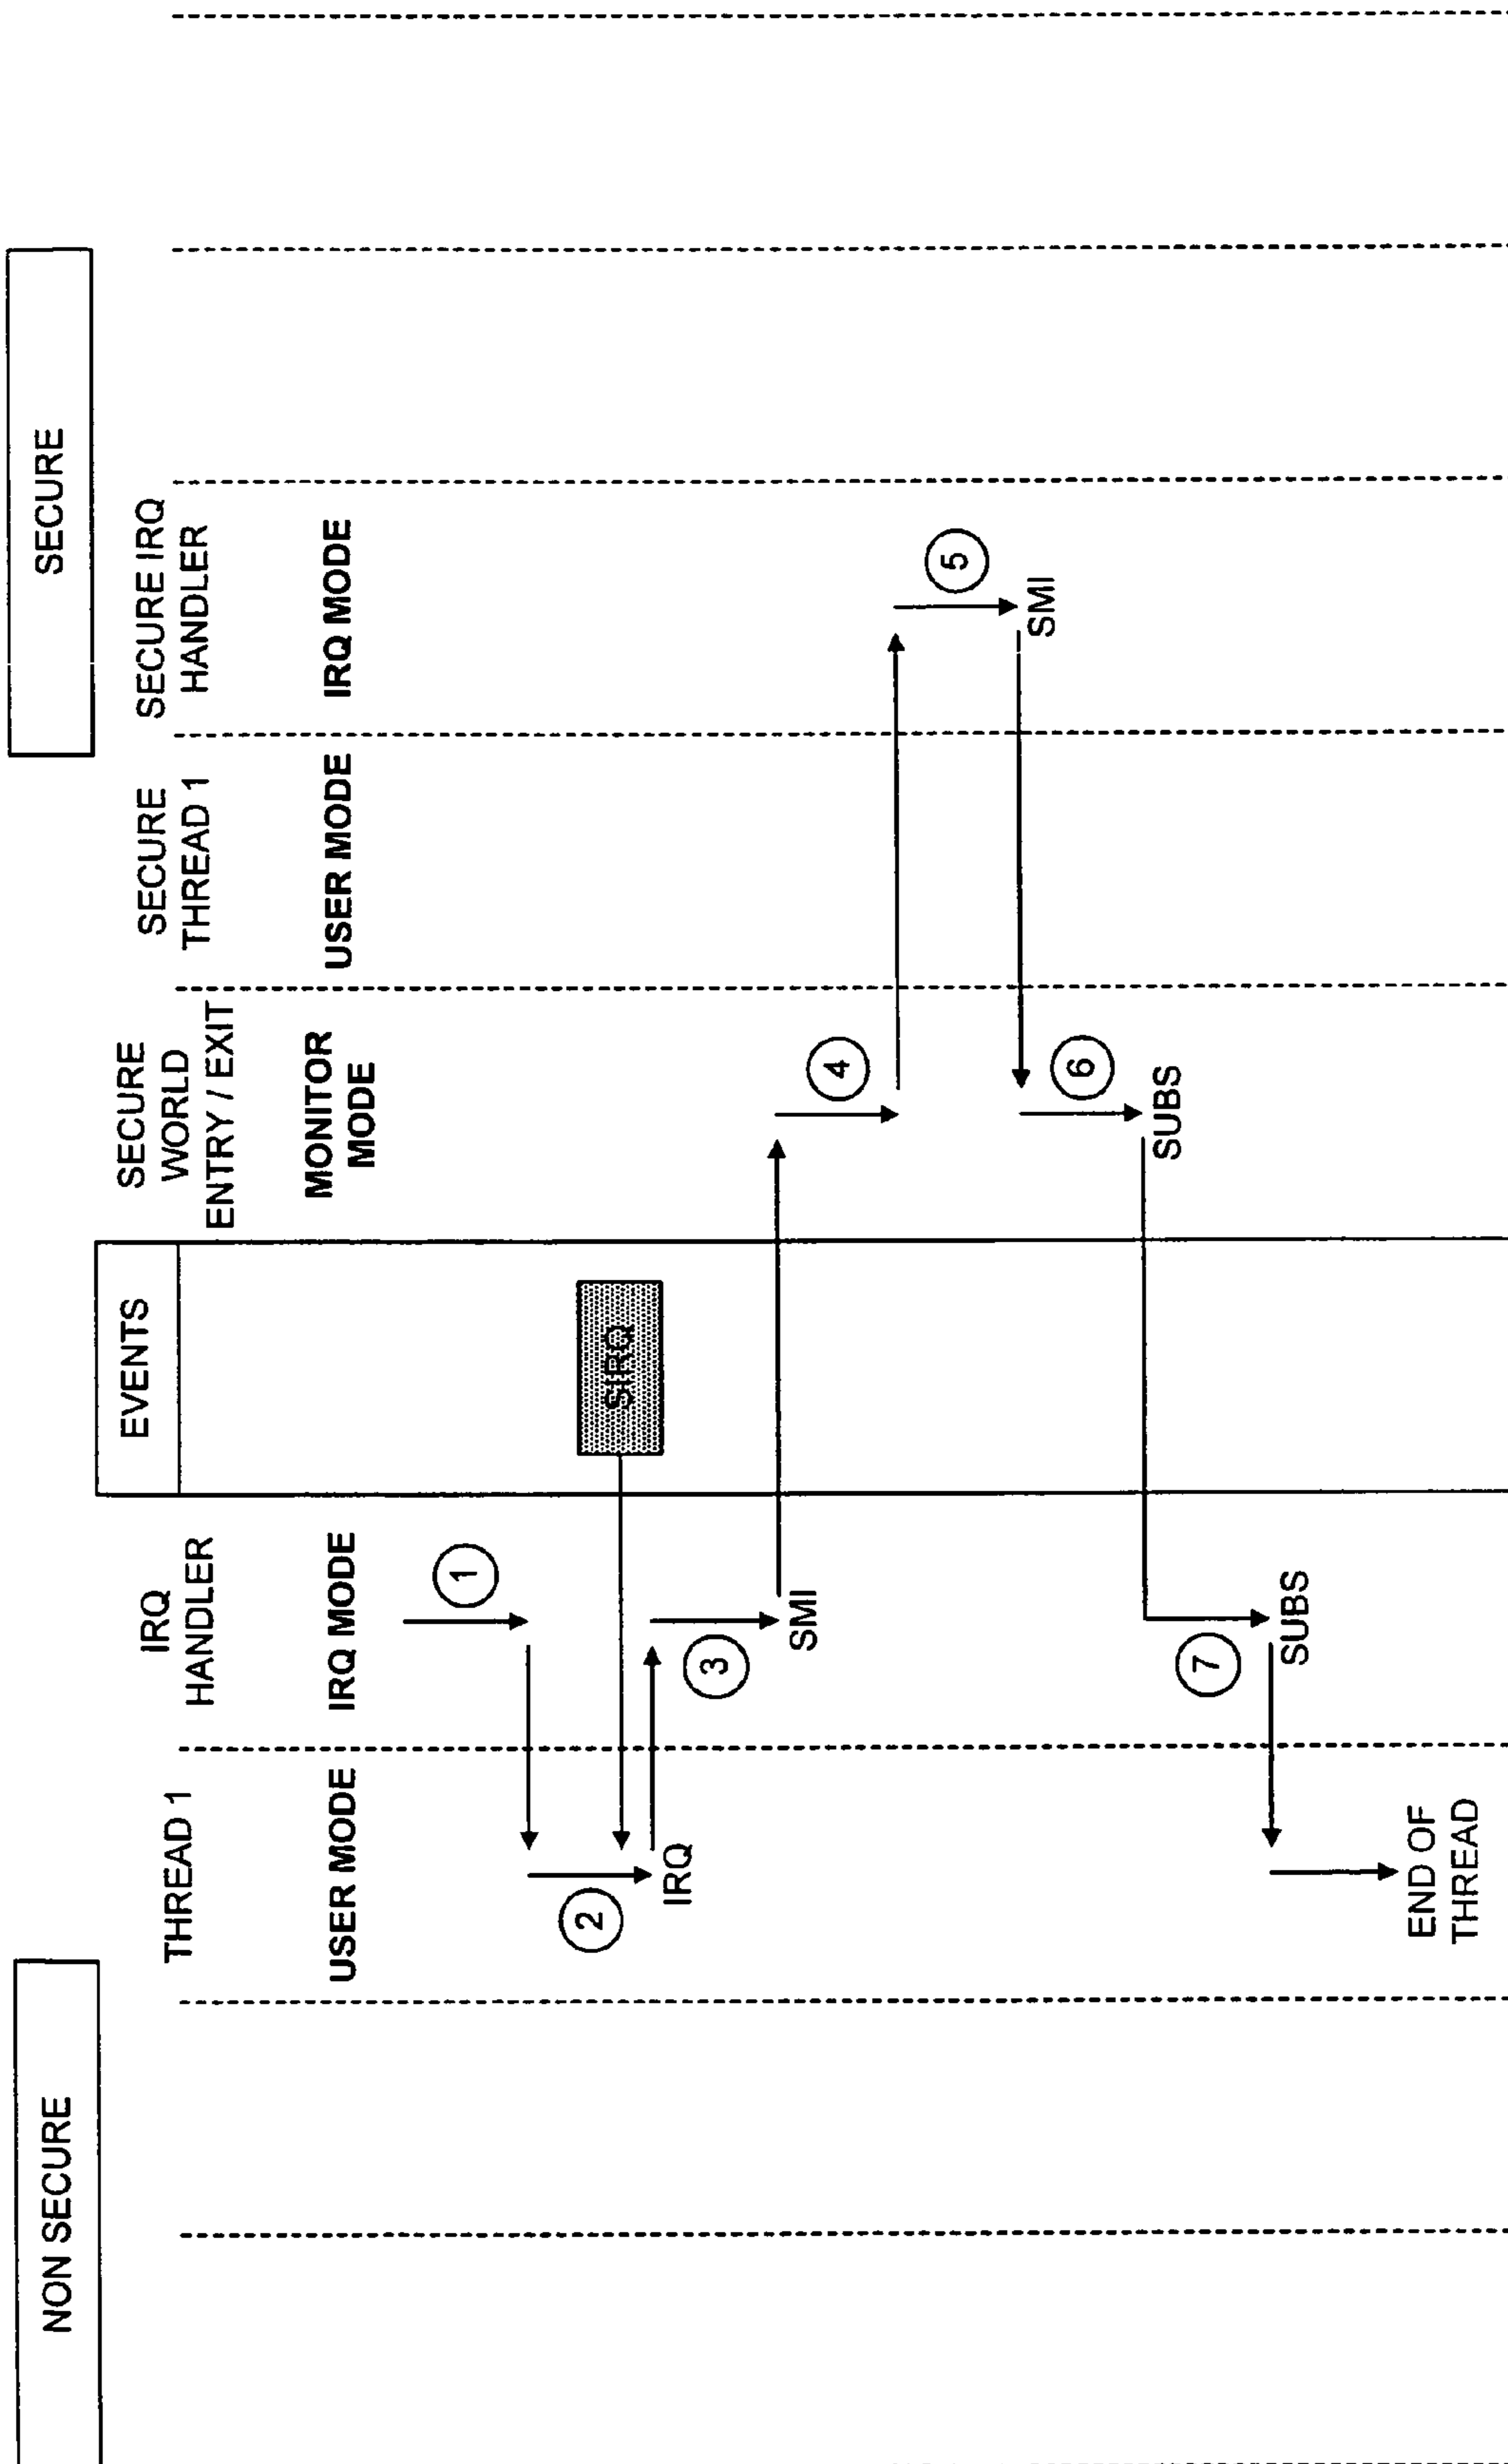 NON SECURE
SECURE
EVENTS
THREAD 1
USER MODE
IRQ
HANDLER
IRQ MODE
SECURE
WORLD
ENTRY / EXIT
MONITOR
MODE
SECURE
THREAD 1
USER MODE
SECURE IRQ
HANDLER
IRQ MODE
1
2
SIRQ
IRQ
3
SMI
4
5
SMI
6
SUBS
7
SUBS
END OF
THREAD